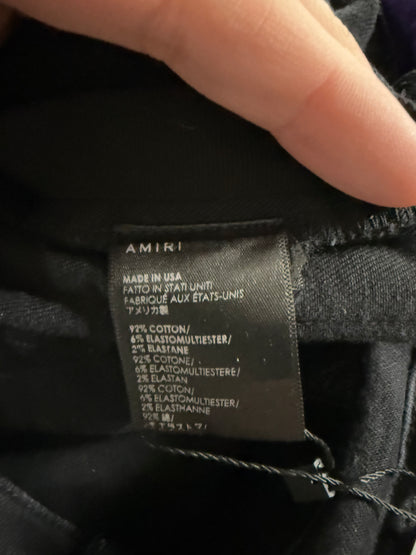 AMIRI
MADE IN USA
FATTO IN STATI UNITI
FABRIQUÉ AUX ÉTATS-UNIS
アメリカ製
92% COTTON/
6% ELASTOMULTIESTER/
2% ELASTANE
92% COTONE/
6% ELASTOMULTIESTERE/
2% ELASTAN
92% COTON/
6% ELASTOMULTIESTER/
2% ELASTHANNE
92% 綿/